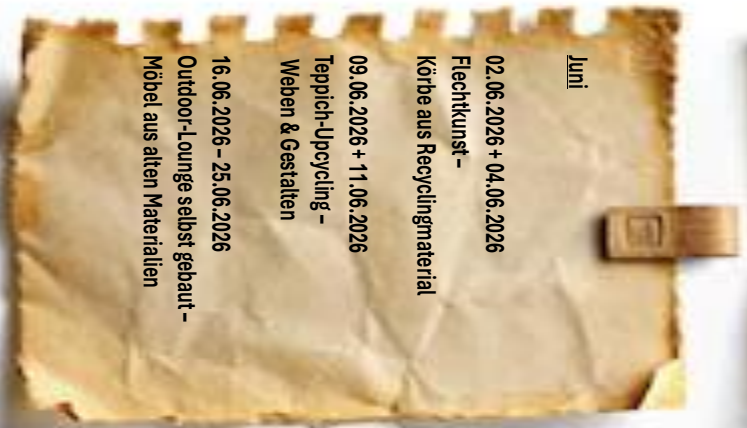 Juni
02.06.2026 + 04.06.2026
Flechtkunst –
Körbe aus Recyclingmaterial
09.06.2026 + 11.06.2026
Teppich-Upcycling –
Weben & Gestalten
16.06.2026 – 25.06.2026
Outdoor-Lounge selbst gebaut –
Möbel aus alten Materialien